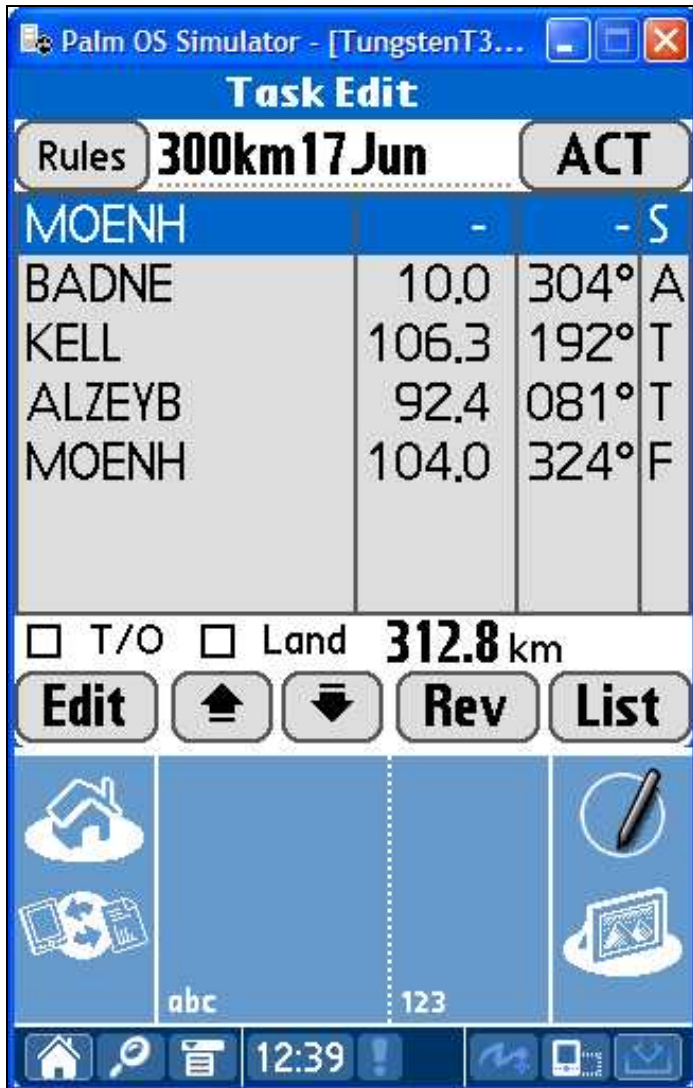 Palm OS Simulator - [TungstenT3...
Task Edit
Rules 300km17Jun ACT
MOENH - - S
BADNE 10.0 304° A
KELL 106.3 192° T
ALZEYB 92.4 081° T
MOENH 104.0 324° F
T/O Land 312.8 km
Edit Rev List
abc 123
12:39 !